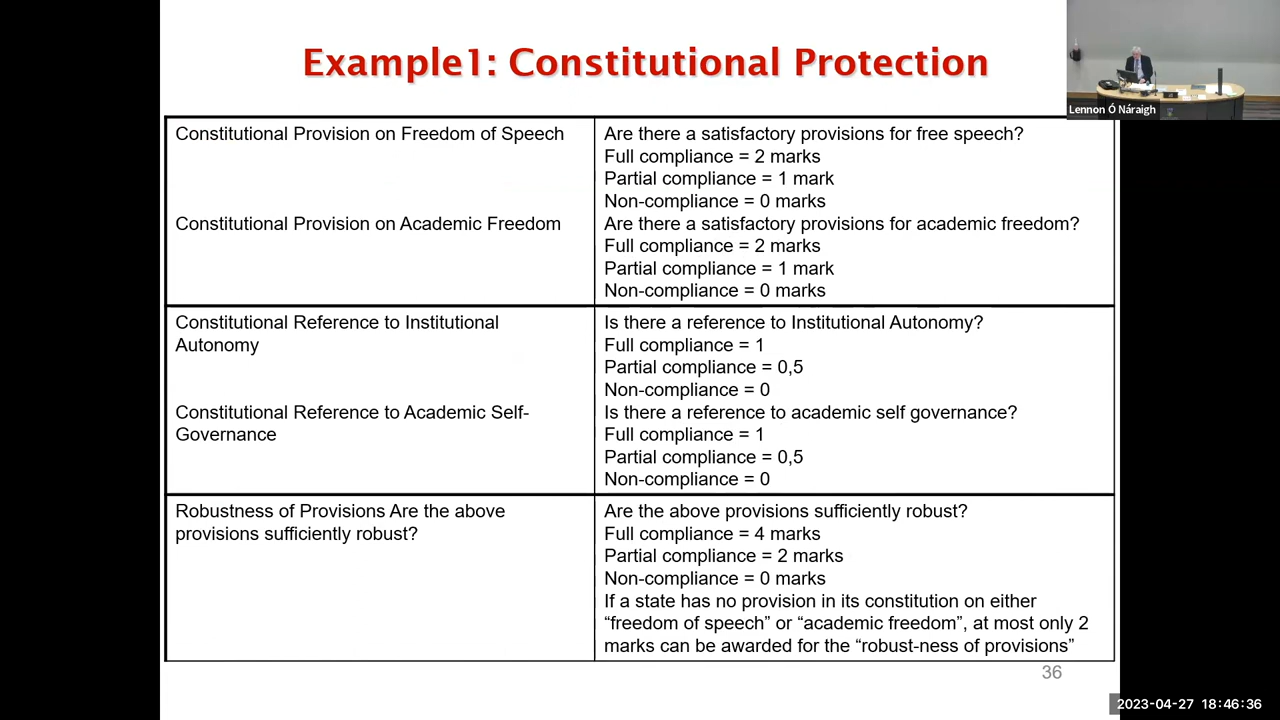 Example1: Constitutional Protection
Lennon Ó Náraigh
Constitutional Provision on Freedom of Speech
Are there a satisfactory provisions for free speech?
Full compliance = 2 marks
Partial compliance = 1 mark
Non-compliance = 0 marks
Constitutional Provision on Academic Freedom
Are there a satisfactory provisions for academic freedom?
Full compliance = 2 marks
Partial compliance = 1 mark
Non-compliance = 0 marks
Constitutional Reference to Institutional
Autonomy
Is there a reference to Institutional Autonomy?
Full compliance = 1
Partial compliance = 0,5
Non-compliance = 0
Constitutional Reference to Academic Self-
Governance
Is there a reference to academic self governance?
Full compliance = 1
Partial compliance = 0,5
Non-compliance = 0
Robustness of Provisions Are the above
provisions sufficiently robust?
Are the above provisions sufficiently robust?
Full compliance = 4 marks
Partial compliance = 2 marks
Non-compliance = 0 marks
If a state has no provision in its constitution on either
“freedom of speech” or “academic freedom”, at most only 2
marks can be awarded for the “robust-ness of provisions”
36
2023-04-27 18:46:36